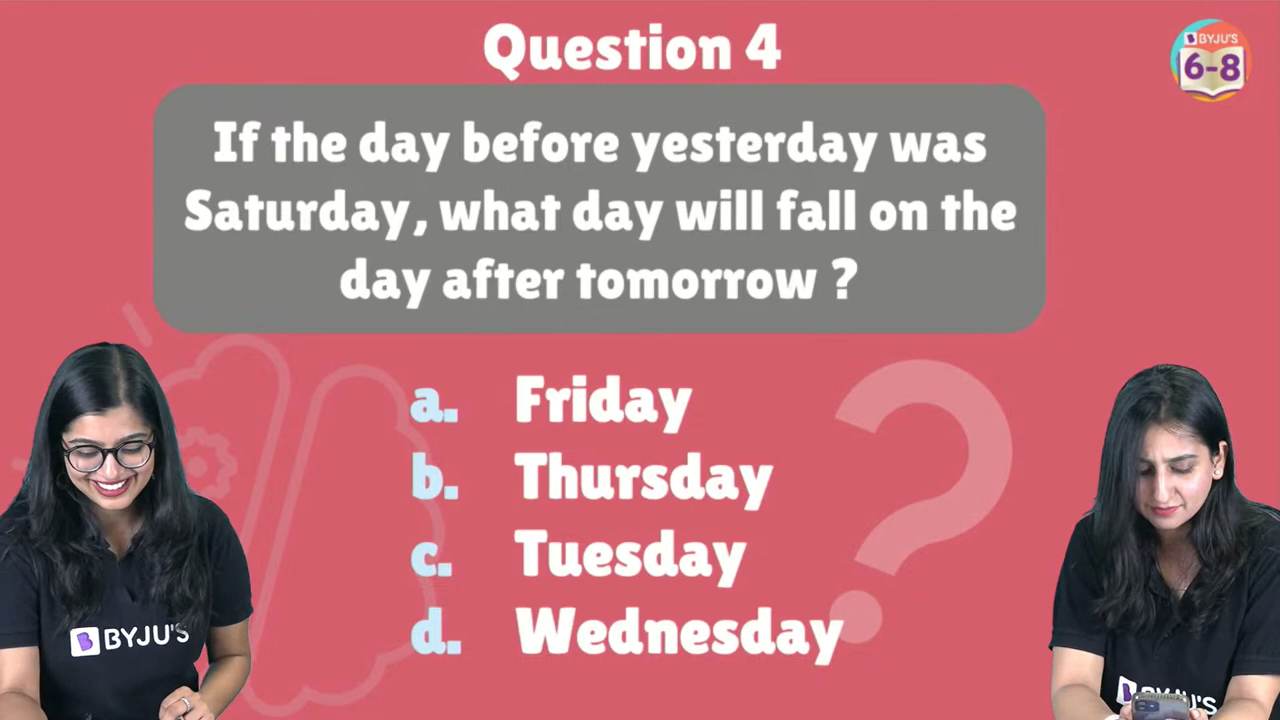 Question 4
BYJU'S
6-8
If the day before yesterday was
Saturday, what day will fall on the
day after tomorrow ?
a. Friday
b. Thursday
c. Tuesday
d. Wednesday
BYJU'S
BYJU'S